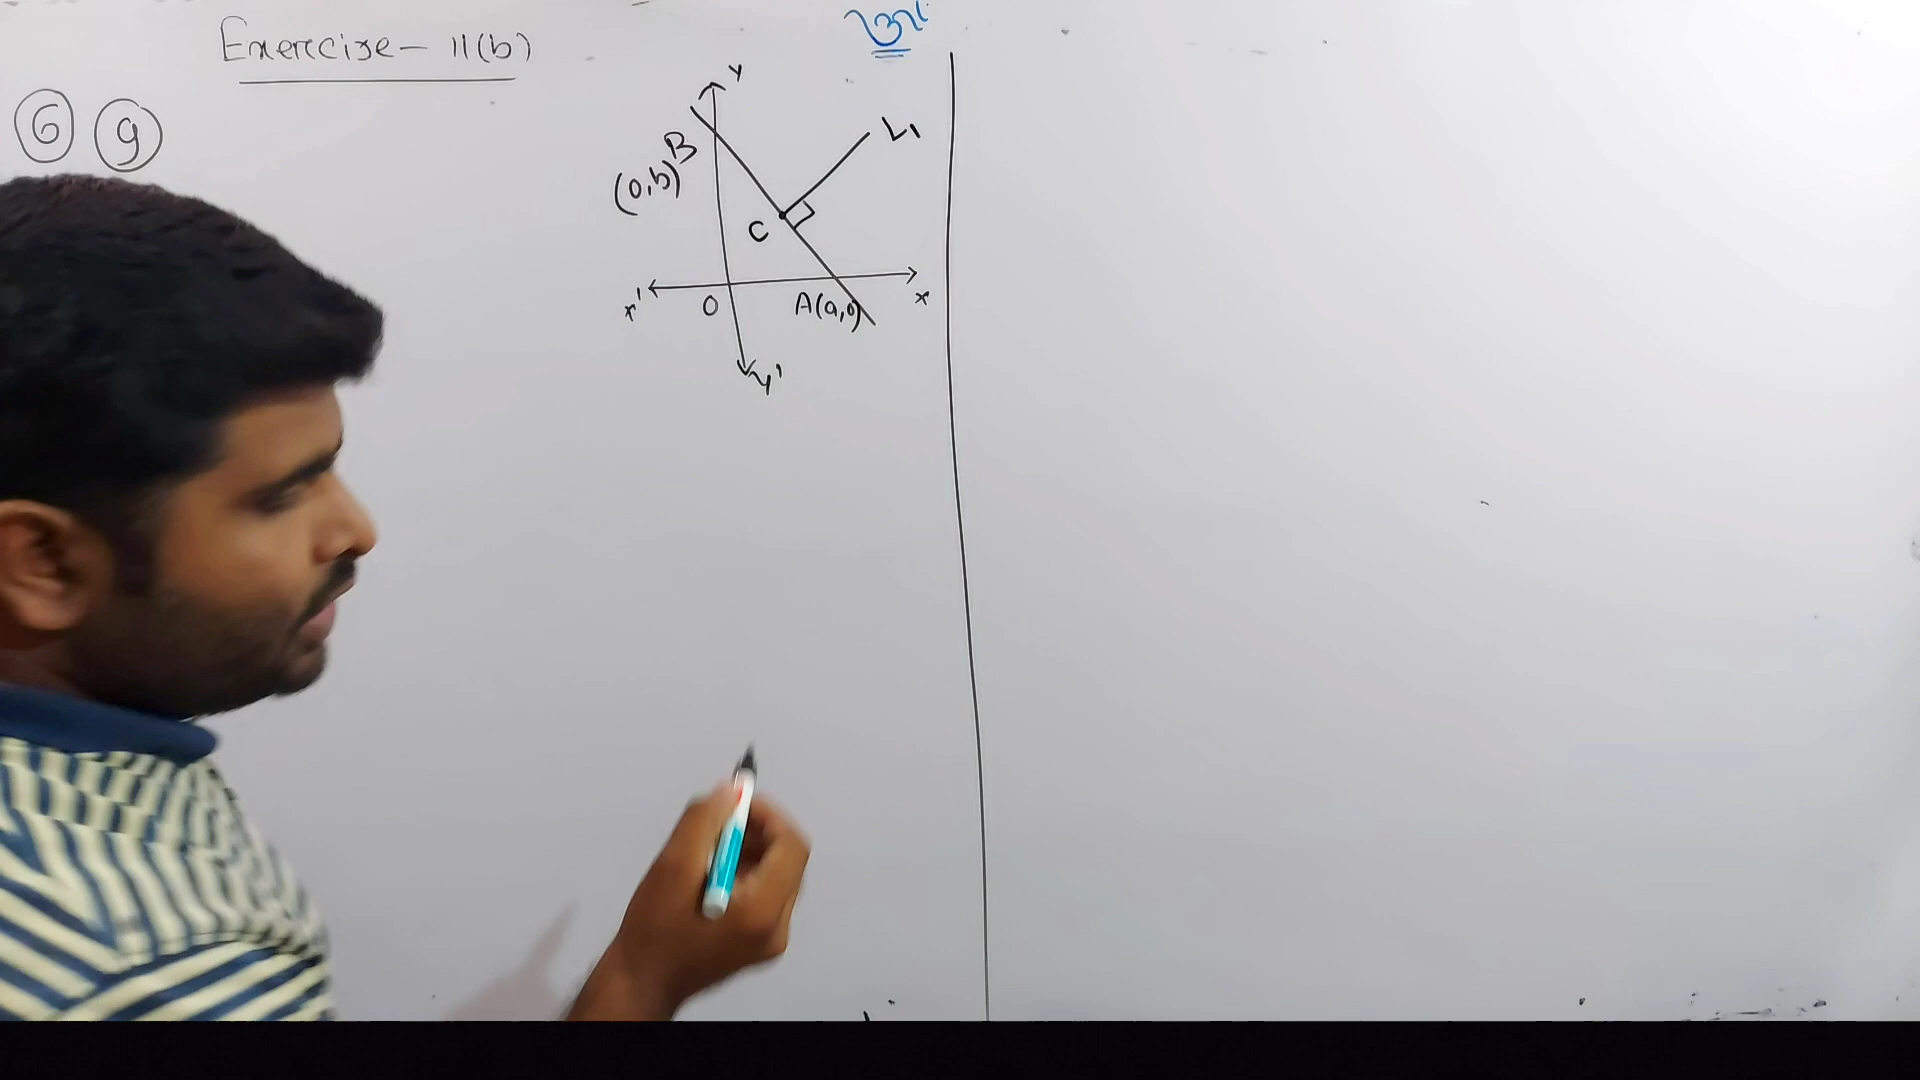 Exercise - 11(b)
6 9
Y
L1
B
(0,b)
C
x'
O
A(a,0)
x
y'